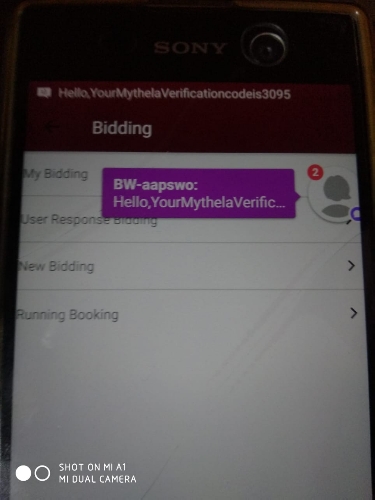 SONY
Hello,YourMythelaVerificationcodeis3095
Bidding
My Bidding
BW-aapswo:
Hello,YourMythelaVerific...
2
User Response Bidding
New Bidding
Running Booking
SHOT ON MI A1
MI DUAL CAMERA